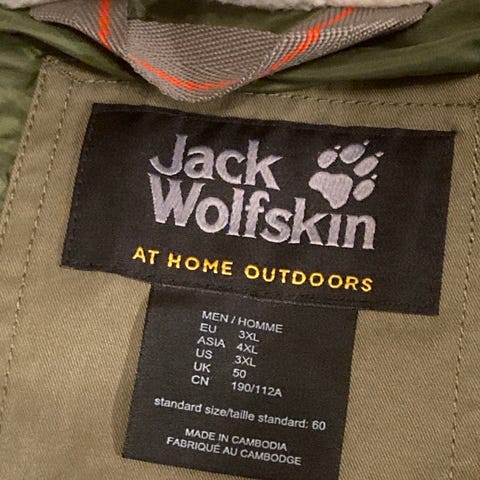 Jack
Wolfskin
AT HOME OUTDOORS
MEN / HOMME
EU 3XL
ASIA 4XL
US 3XL
UK 50
CN 190/112A
standard size/taille standard: 60
MADE IN CAMBODIA
FABRIQUÉ AU CAMBODGE